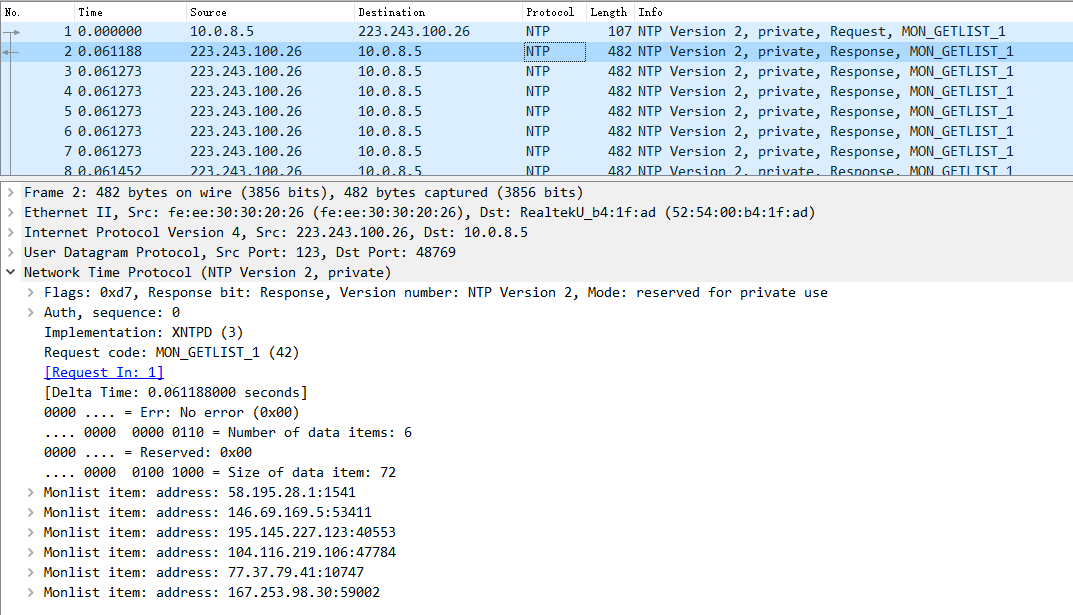 No. Time Source Destination Protocol Length Info
1 0.000000 10.0.8.5 223.243.100.26 NTP 107 NTP Version 2, private, Request, MON_GETLIST_1
2 0.061188 223.243.100.26 10.0.8.5 NTP 482 NTP Version 2, private, Response, MON_GETLIST_1
3 0.061273 223.243.100.26 10.0.8.5 NTP 482 NTP Version 2, private, Response, MON_GETLIST_1
4 0.061273 223.243.100.26 10.0.8.5 NTP 482 NTP Version 2, private, Response, MON_GETLIST_1
5 0.061273 223.243.100.26 10.0.8.5 NTP 482 NTP Version 2, private, Response, MON_GETLIST_1
6 0.061273 223.243.100.26 10.0.8.5 NTP 482 NTP Version 2, private, Response, MON_GETLIST_1
7 0.061273 223.243.100.26 10.0.8.5 NTP 482 NTP Version 2, private, Response, MON_GETLIST_1
8 0.061452 223.243.100.26 10.0.8.5 NTP 482 NTP Version 2, private, Response, MON_GETLIST_1
Frame 2: 482 bytes on wire (3856 bits), 482 bytes captured (3856 bits)
Ethernet II, Src: fe:ee:30:30:20:26 (fe:ee:30:30:20:26), Dst: RealtekU_b4:1f:ad (52:54:00:b4:1f:ad)
Internet Protocol Version 4, Src: 223.243.100.26, Dst: 10.0.8.5
User Datagram Protocol, Src Port: 123, Dst Port: 48769
Network Time Protocol (NTP Version 2, private)
Flags: 0xd7, Response bit: Response, Version number: NTP Version 2, Mode: reserved for private use
Auth, sequence: 0
Implementation: XNTPD (3)
Request code: MON_GETLIST_1 (42)
[Request In: 1]
[Delta Time: 0.061188000 seconds]
0000 .... = Err: No error (0x00)
.... 0000 0000 0110 = Number of data items: 6
0000 .... = Reserved: 0x00
.... 0000 0100 1000 = Size of data item: 72
Monlist item: address: 58.195.28.1:1541
Monlist item: address: 146.69.169.5:53411
Monlist item: address: 195.145.227.123:40553
Monlist item: address: 104.116.219.106:47784
Monlist item: address: 77.37.79.41:10747
Monlist item: address: 167.253.98.30:59002